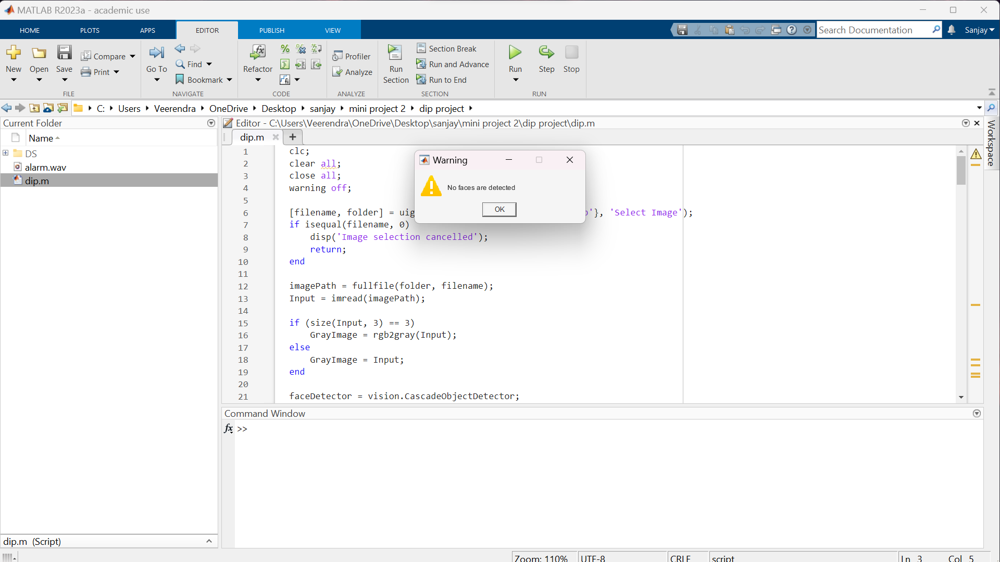 MATLAB R2023a - academic use
HOME PLOTS APPS EDITOR PUBLISH VIEW Search Documentation Sanjay
New Open Save Compare Print FILE
Go To Find Bookmark NAVIGATE
Refactor CODE
Profiler Analyze ANALYZE
Run Section Section Break Run and Advance Run to End SECTION
Run Step Stop RUN
C: Users Veerendra OneDrive Desktop sanjay mini project 2 dip project
Current Folder
Name
DS
alarm.wav
dip.m
Editor - C:\Users\Veerendra\OneDrive\Desktop\sanjay\mini project 2\dip project\dip.m
Workspace
dip.m +
1 clc;
2 clear all;
3 close all;
4 warning off;
5
6 [filename, folder] = uig '}, 'Select Image');
7 if isequal(filename, 0)
8 disp('Image selection cancelled');
9 return;
10 end
11
12 imagePath = fullfile(folder, filename);
13 Input = imread(imagePath);
14
15 if (size(Input, 3) == 3)
16 GrayImage = rgb2gray(Input);
17 else
18 GrayImage = Input;
19 end
20
21 faceDetector = vision.CascadeObjectDetector;
Warning
No faces are detected
OK
Command Window
fx >>
dip.m (Script)
Zoom: 110% UTF-8 CRLF script Ln 3 Col 5